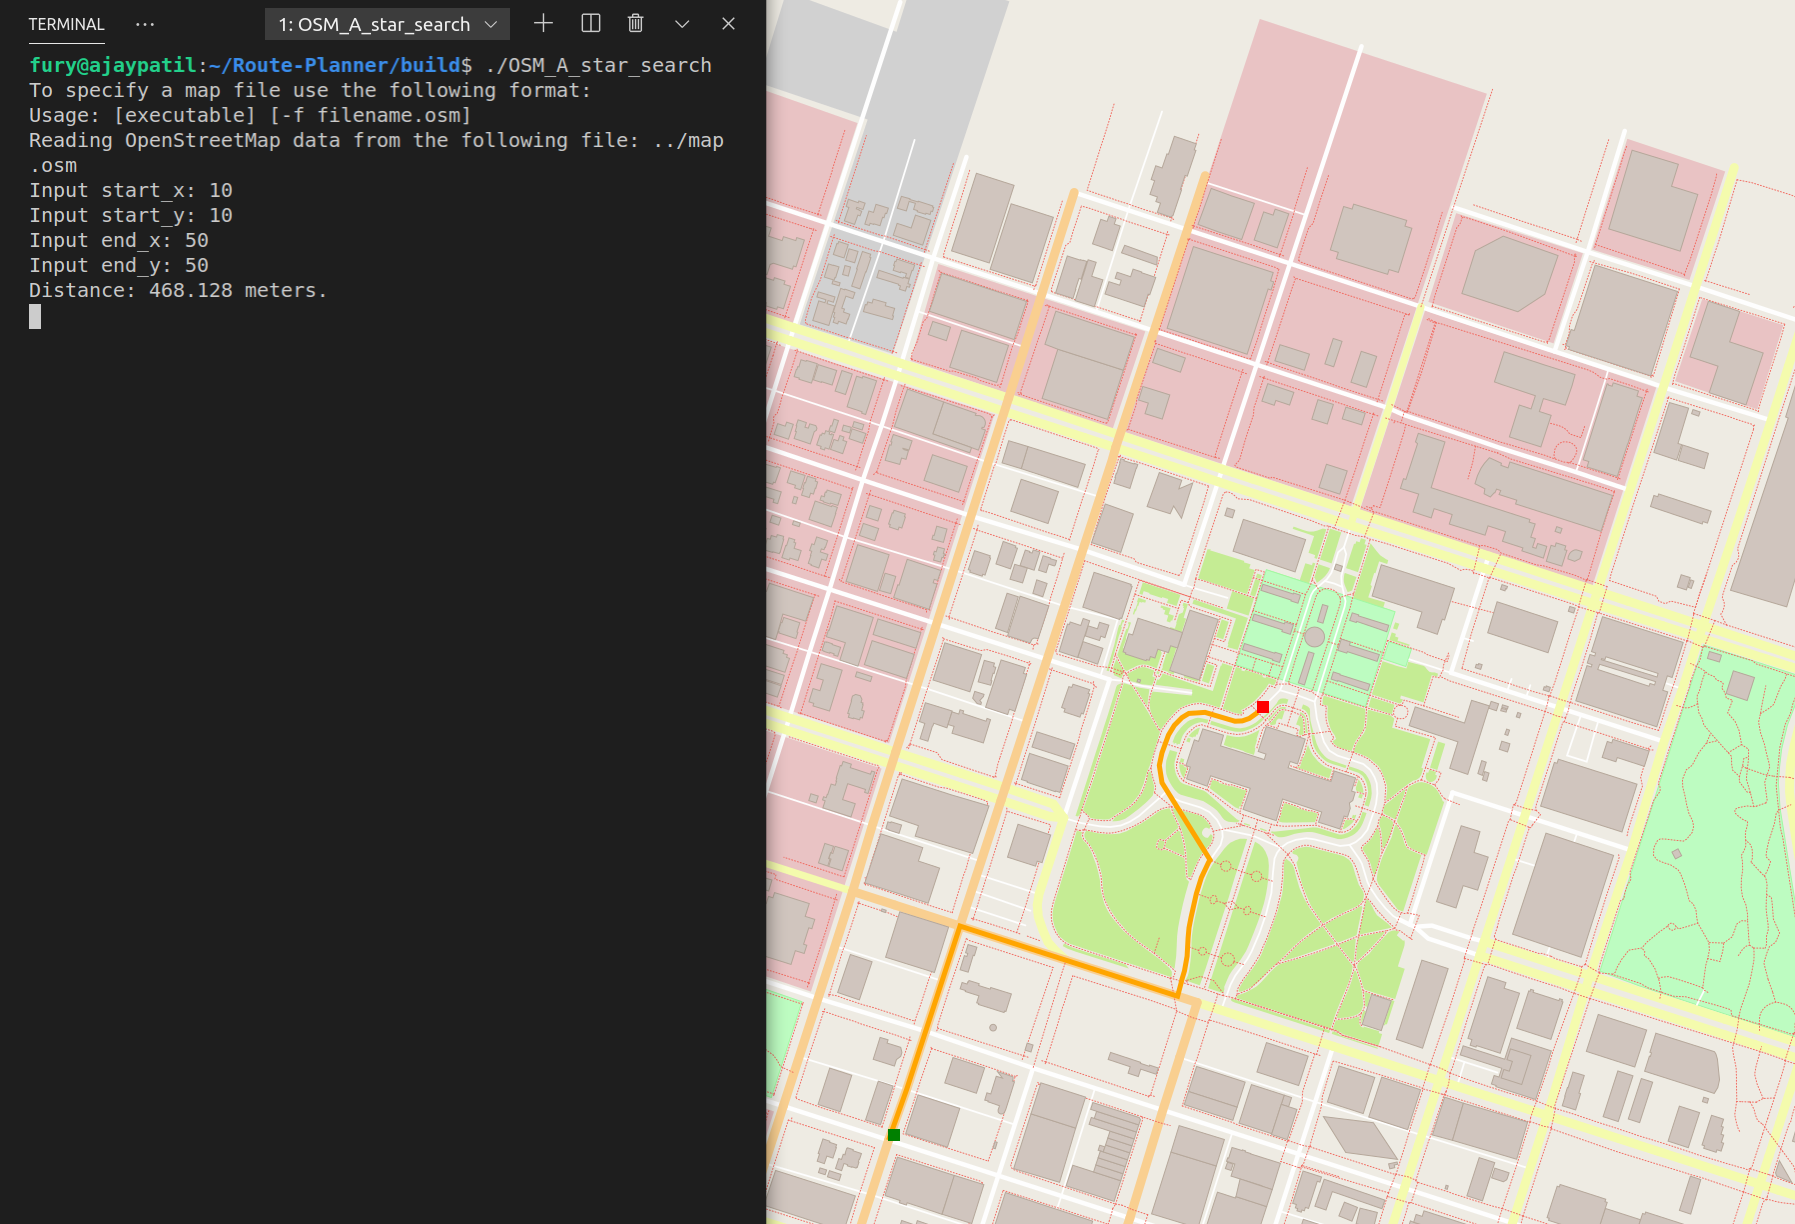 TERMINAL ··· 1: OSM_A_star_search
fury@ajaypatil:~/Route-Planner/build$ ./OSM_A_star_search
To specify a map file use the following format:
Usage: [executable] [-f filename.osm]
Reading OpenStreetMap data from the following file: ../map
.osm
Input start_x: 10
Input start_y: 10
Input end_x: 50
Input end_y: 50
Distance: 468.128 meters.